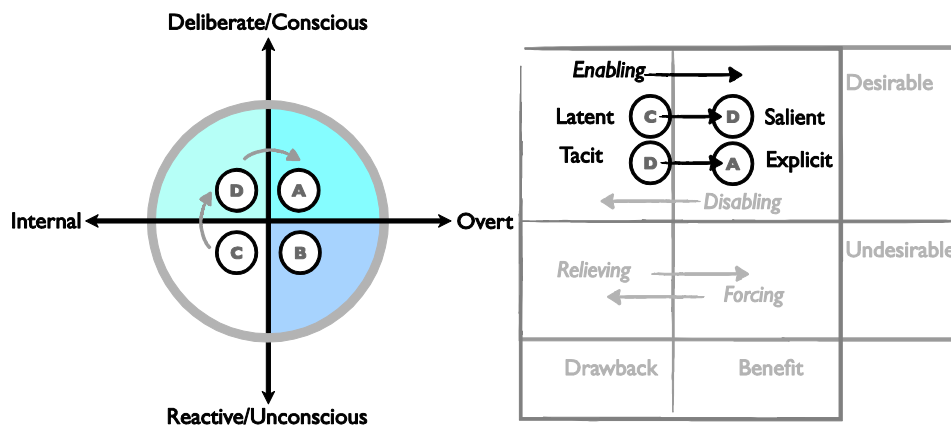 Deliberate/Conscious
D A
Internal Overt
C B
Reactive/Unconscious
Enabling
Desirable
Latent C D Salient
Tacit D A Explicit
Disabling
Undesirable
Relieving
Forcing
Drawback Benefit